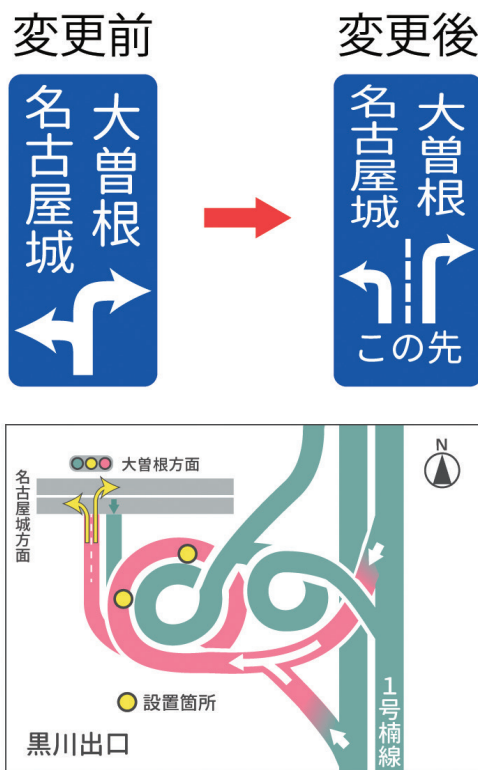 変更前
変更後
大曽根
名古屋城
大曽根
名古屋城
この先
大曽根方面
名古屋城方面
N
設置箇所
1号楠線
黒川出口